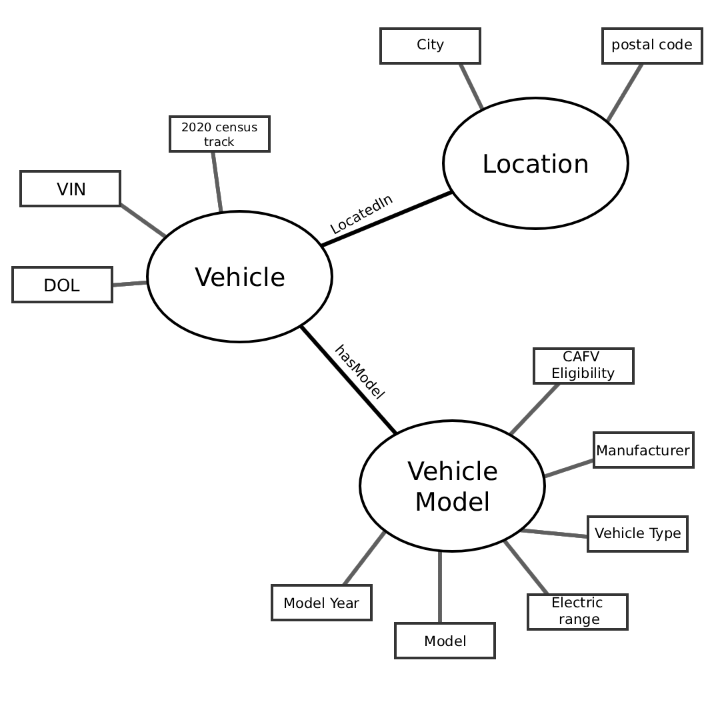 City
postal code
2020 census
track
VIN
Location
LocatedIn
Vehicle
DOL
hasModel
CAFV
Eligibility
Manufacturer
Vehicle
Model
Vehicle Type
Model Year
Electric
range
Model